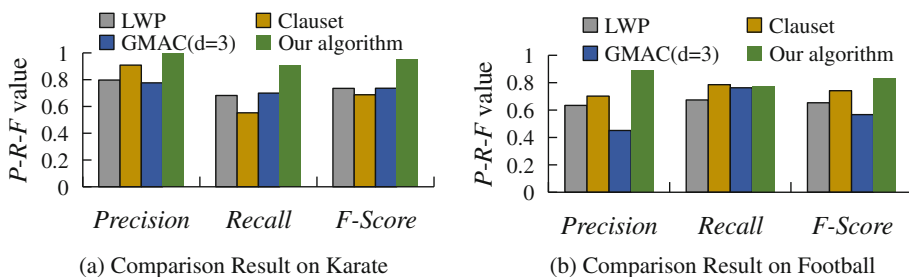 LWP
Clauset
GMAC(d=3)
Our algorithm
P-R-F value
1
0.8
0.6
0.4
0.2
0
Precision
Recall
F-Score
(a) Comparison Result on Karate
LWP
Clauset
GMAC(d=3)
Our algorithm
P-R-F value
1
0.8
0.6
0.4
0.2
0
Precision
Recall
F-Score
(b) Comparison Result on Football